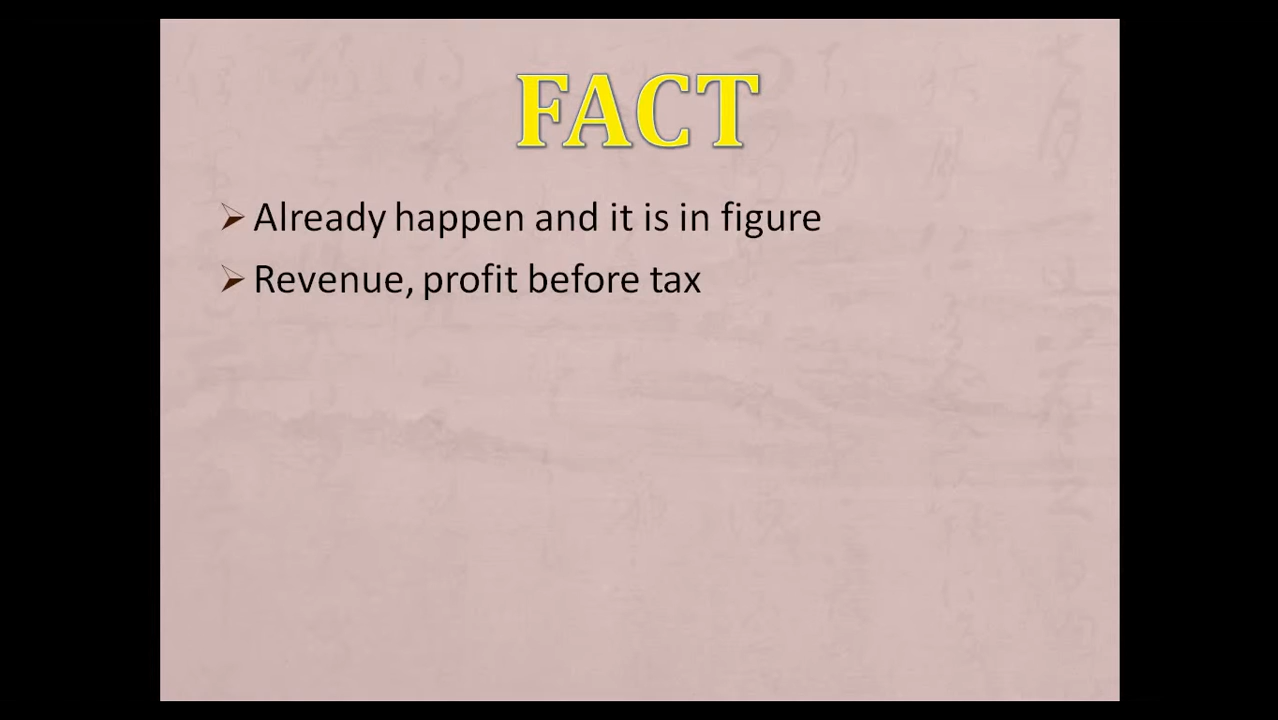 FACT
Already happen and it is in figure
Revenue, profit before tax